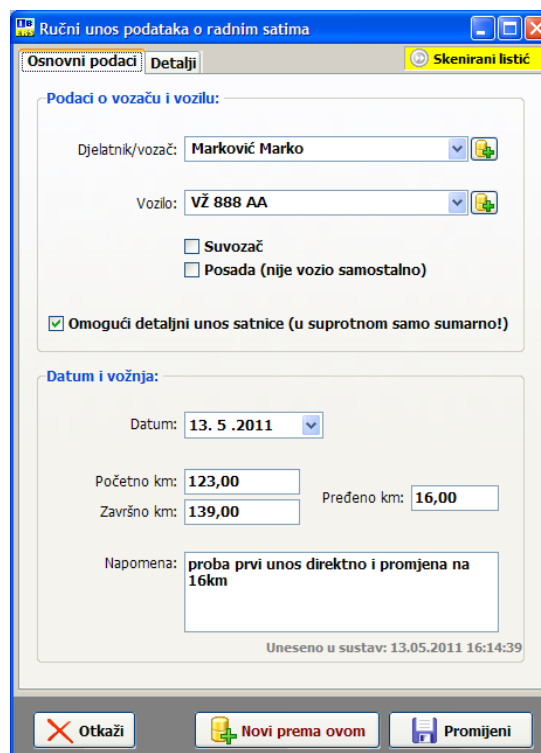 Ručni unos podataka o radnim satima
Osnovni podaci Detalji Skenirani listić
Podaci o vozaču i vozilu:
Djelatnik/vozač: Marković Marko
Vozilo: VŽ 888 AA
Suvozač
Posada (nije vozio samostalno)
Omogući detaljni unos satnice (u suprotnom samo sumarno!)
Datum i vožnja:
Datum: 13. 5 .2011
Početno km: 123,00
Pređeno km: 16,00
Završno km: 139,00
Napomena: proba prvi unos direktno i promjena na
16km
Uneseno u sustav: 13.05.2011 16:14:39
Otkaži Novi prema ovom Promijeni